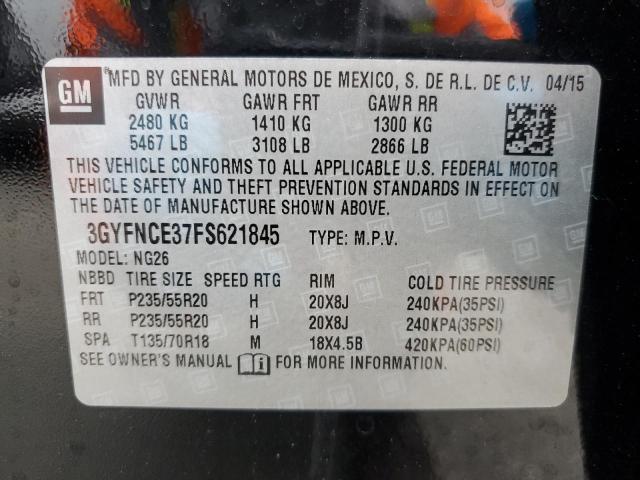 GM
® MFD BY GENERAL MOTORS DE MEXICO, S. DE R.L. DE C.V. 04/15
GVWR GAWR FRT GAWR RR
2480 KG 1410 KG 1300 KG
5467 LB 3108 LB 2866 LB
THIS VEHICLE CONFORMS TO ALL APPLICABLE U.S. FEDERAL MOTOR
VEHICLE SAFETY AND THEFT PREVENTION STANDARDS IN EFFECT ON
THE DATE OF MANUFACTURE SHOWN ABOVE.
3GYFNCE37FS621845 TYPE: M.P.V.
MODEL: NG26
NBBD TIRE SIZE SPEED RTG RIM COLD TIRE PRESSURE
FRT P235/55R20 H 20X8J 240KPA(35PSI)
RR P235/55R20 H 20X8J 240KPA(35PSI)
SPA T135/70R18 M 18X4.5B 420KPA(60PSI)
SEE OWNER'S MANUAL i FOR MORE INFORMATION.